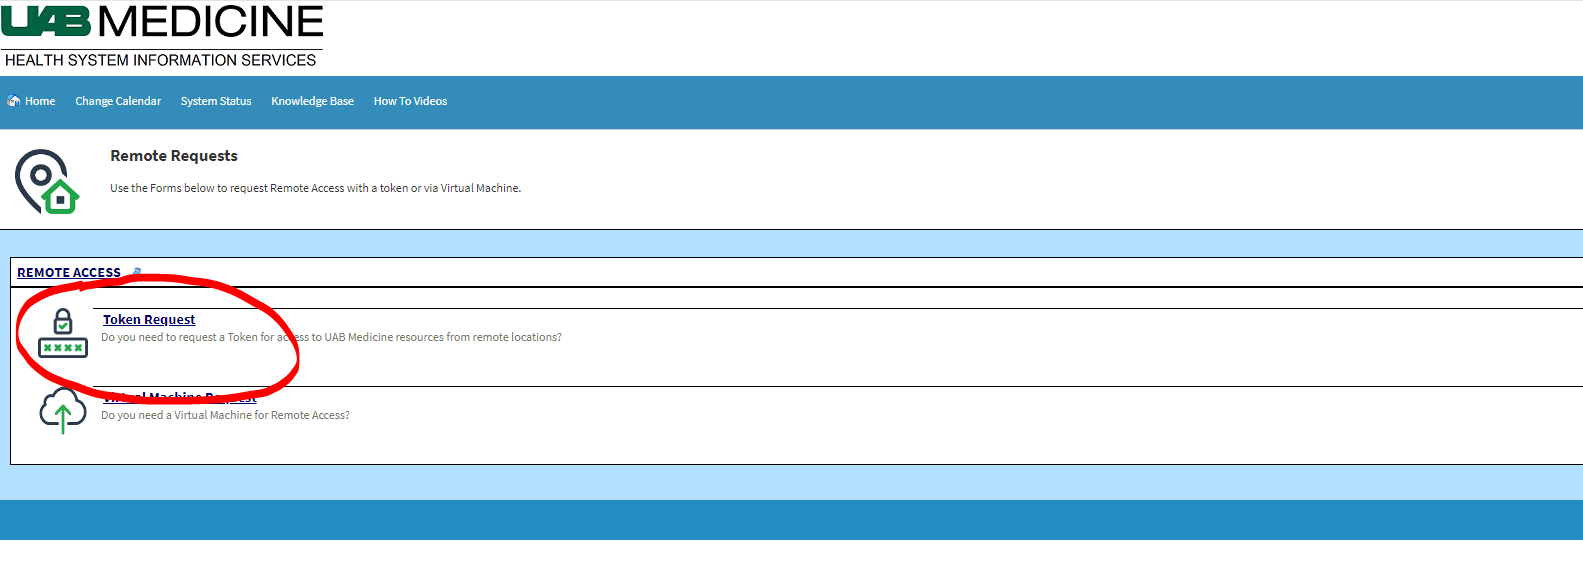 UAB MEDICINE
HEALTH SYSTEM INFORMATION SERVICES
Home Change Calendar System Status Knowledge Base How To Videos
Remote Requests
Use the Forms below to request Remote Access with a token or via Virtual Machine.
REMOTE ACCESS
Token Request
Do you need to request a Token for access to UAB Medicine resources from remote locations?
Virtual Machine Request
Do you need a Virtual Machine for Remote Access?